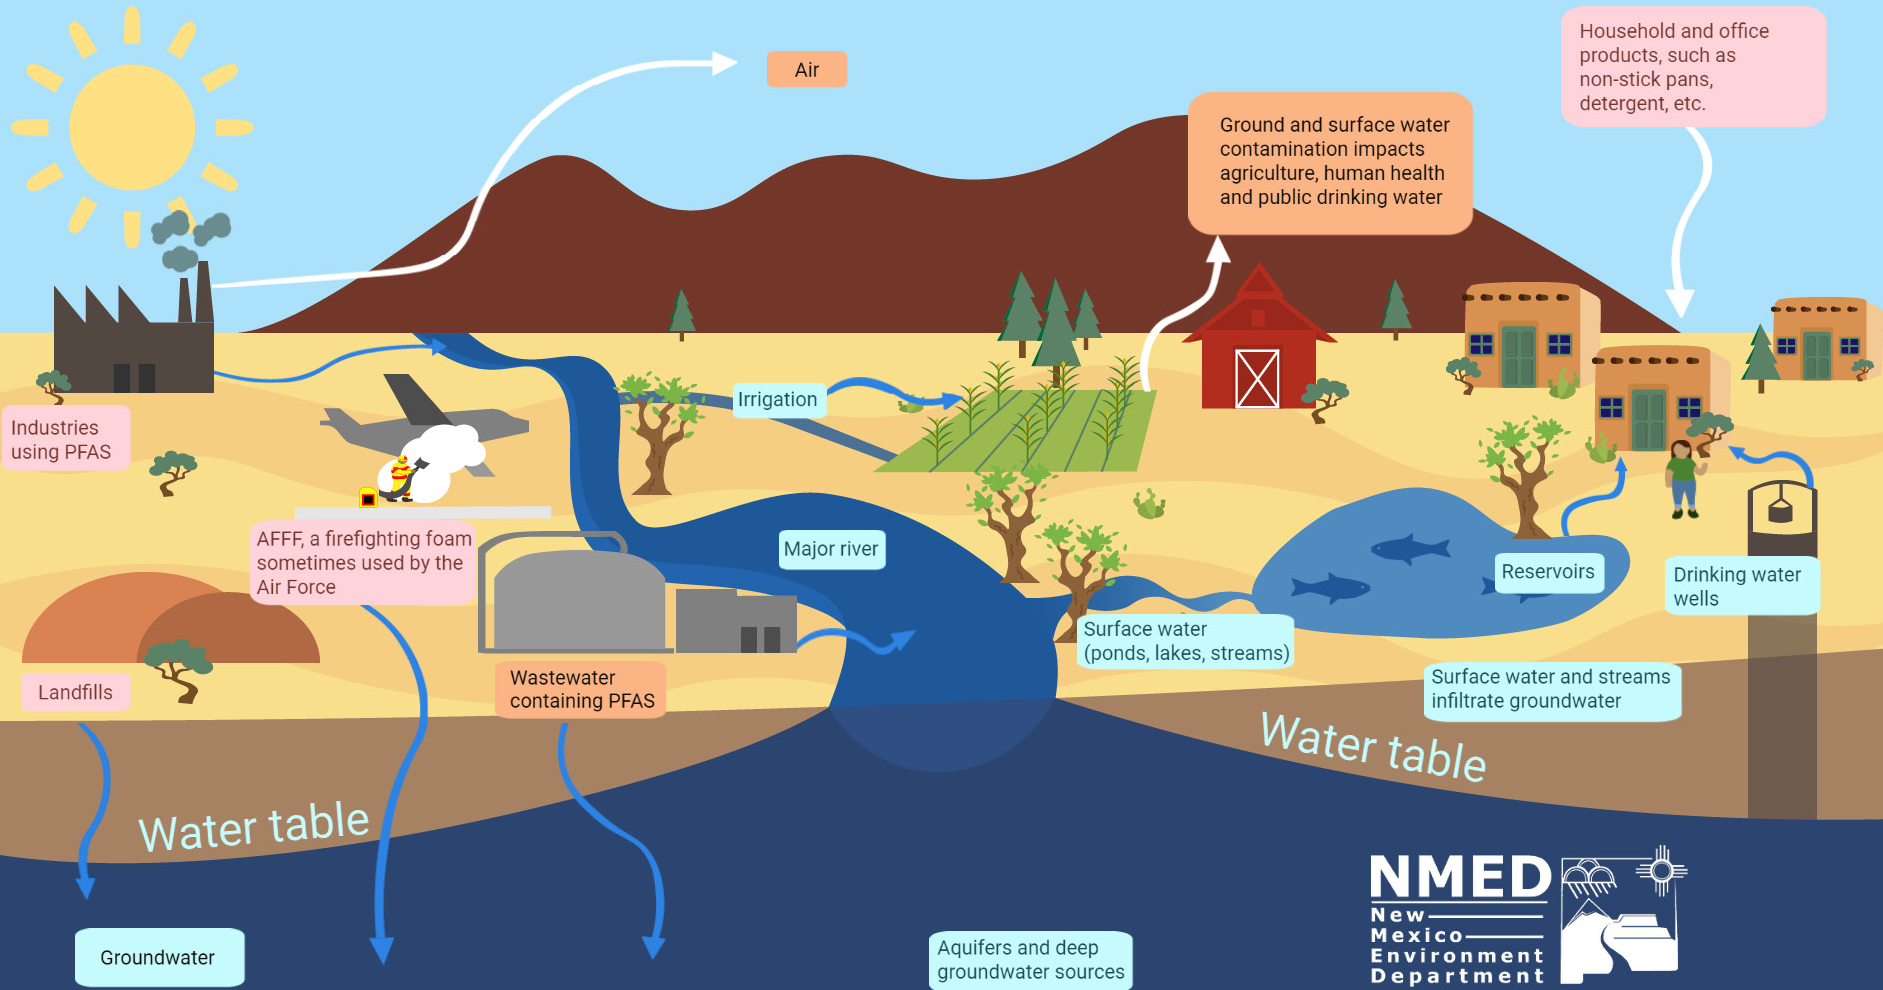 Air
Household and office
products, such as
non-stick pans,
detergent, etc.
Ground and surface water
contamination impacts
agriculture, human health
and public drinking water
Industries
using PFAS
Irrigation
AFFF, a firefighting foam
sometimes used by the
Air Force
Major river
Reservoirs
Drinking water
wells
Surface water
(ponds, lakes, streams)
Landfills
Wastewater
containing PFAS
Surface water and streams
infiltrate groundwater
Water table
Water table
Groundwater
Aquifers and deep
groundwater sources
NMED
New
Mexico
Environment
Department